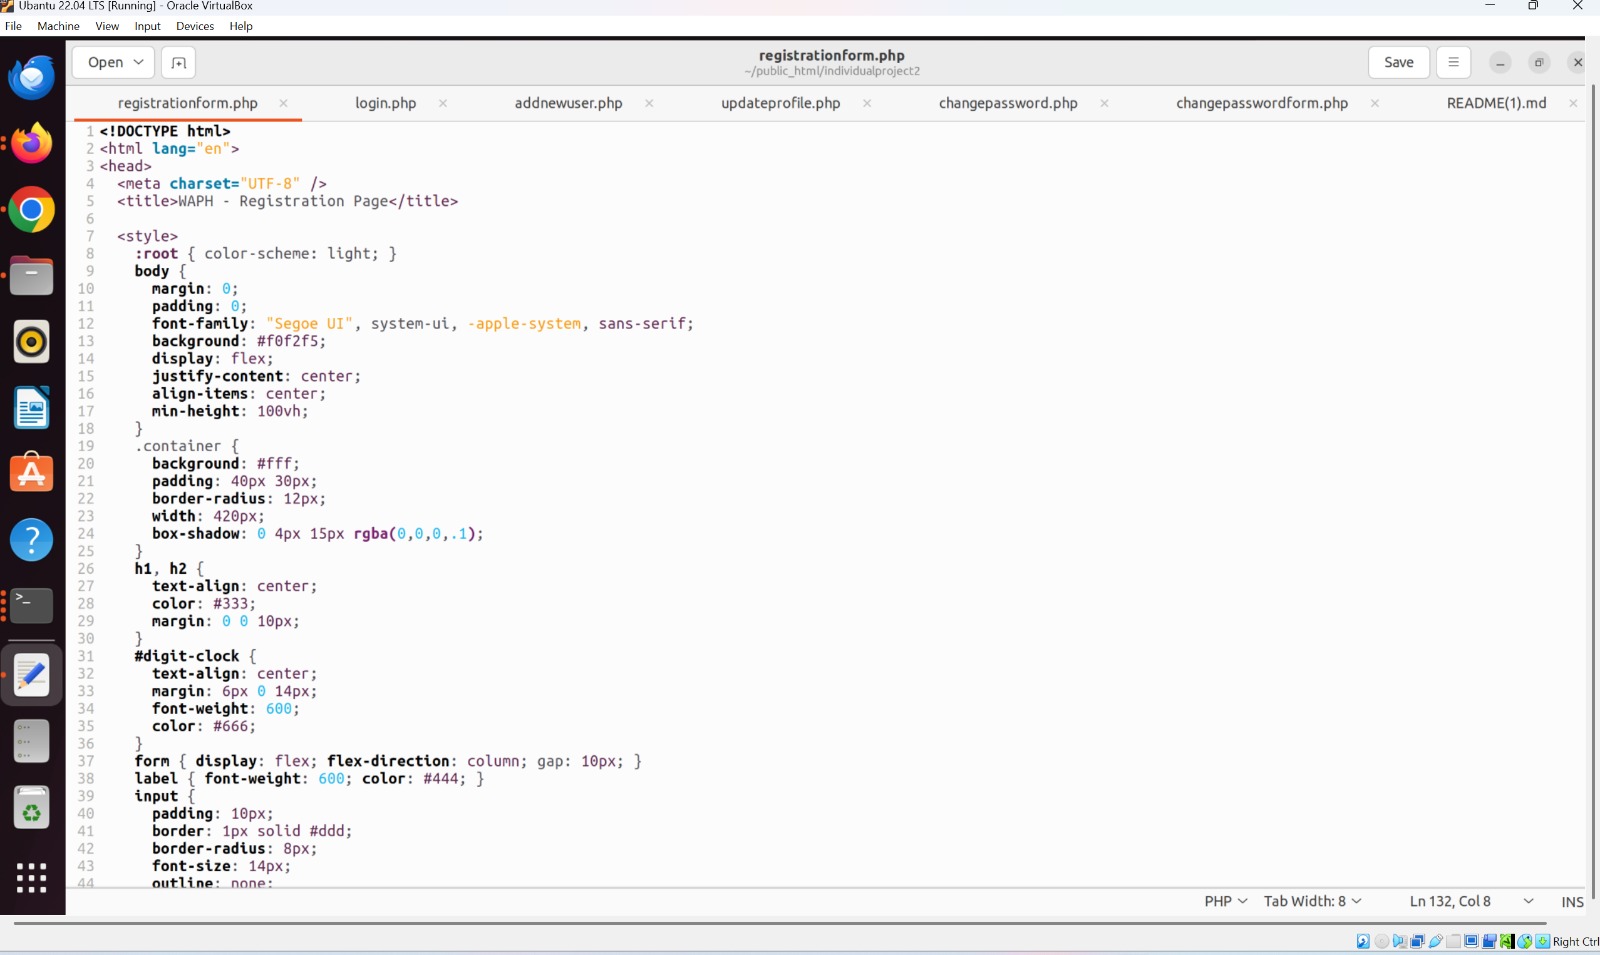 Ubuntu 22.04 LTS [Running] - Oracle VirtualBox
File Machine View Input Devices Help
Open
registrationform.php
~/public_html/individualproject2
Save
registrationform.php × login.php × addnewuser.php × updateprofile.php × changepassword.php × changepasswordform.php × README(1).md ×
1 <!DOCTYPE html>
2 <html lang="en">
3 <head>
4   <meta charset="UTF-8" />
5   <title>WAPH - Registration Page</title>
6
7   <style>
8     :root { color-scheme: light; }
9     body {
10       margin: 0;
11       padding: 0;
12       font-family: "Segoe UI", system-ui, -apple-system, sans-serif;
13       background: #f0f2f5;
14       display: flex;
15       justify-content: center;
16       align-items: center;
17       min-height: 100vh;
18     }
19     .container {
20       background: #fff;
21       padding: 40px 30px;
22       border-radius: 12px;
23       width: 420px;
24       box-shadow: 0 4px 15px rgba(0,0,0,.1);
25     }
26     h1, h2 {
27       text-align: center;
28       color: #333;
29       margin: 0 0 10px;
30     }
31     #digit-clock {
32       text-align: center;
33       margin: 6px 0 14px;
34       font-weight: 600;
35       color: #666;
36     }
37     form { display: flex; flex-direction: column; gap: 10px; }
38     label { font-weight: 600; color: #444; }
39     input {
40       padding: 10px;
41       border: 1px solid #ddd;
42       border-radius: 8px;
43       font-size: 14px;
44       outline: none;
PHP Tab Width: 8 Ln 132, Col 8 INS
Right Ctrl